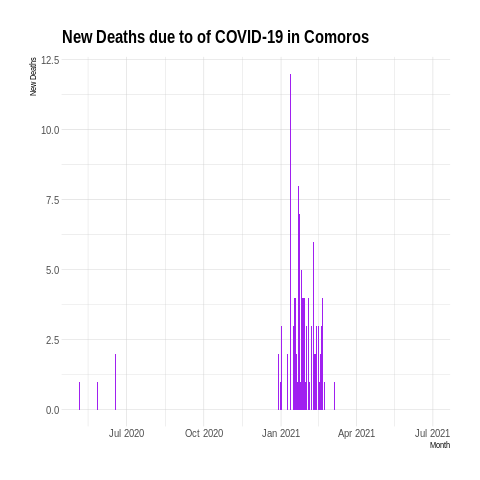 New Deaths due to of COVID-19 in Comoros
New Deaths
12.5
10.0
7.5
5.0
2.5
0.0
Jul 2020 Oct 2020 Jan 2021 Apr 2021 Jul 2021
Month